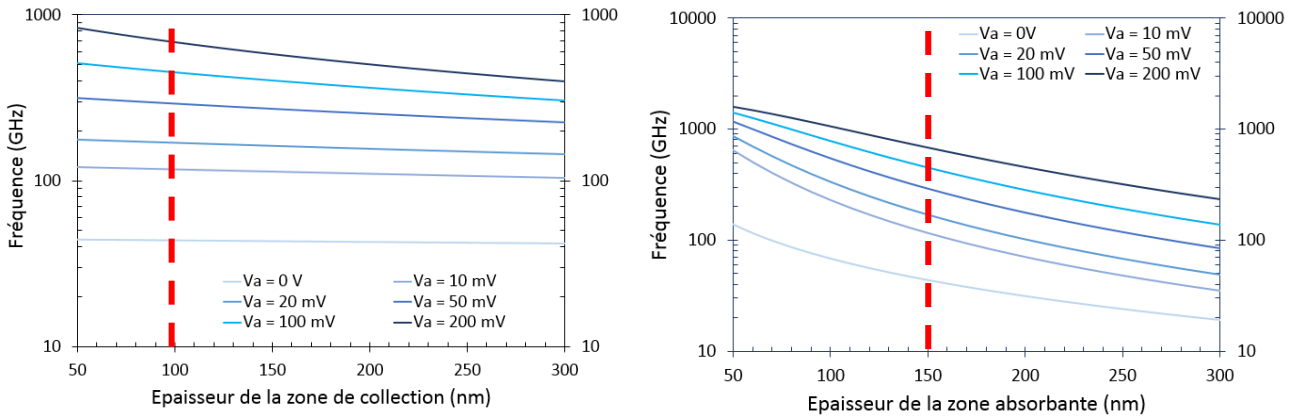 1000
100
10
1000
100
10
Fréquence (GHz)
Va = 0 V
Va = 10 mV
Va = 20 mV
Va = 50 mV
Va = 100 mV
Va = 200 mV
50 100 150 200 250 300
Epaisseur de la zone de collection (nm)
10000
1000
100
10
10000
1000
100
10
Fréquence (GHz)
Va = 0V
Va = 10 mV
Va = 20 mV
Va = 50 mV
Va = 100 mV
Va = 200 mV
50 100 150 200 250 300
Epaisseur de la zone absorbante (nm)